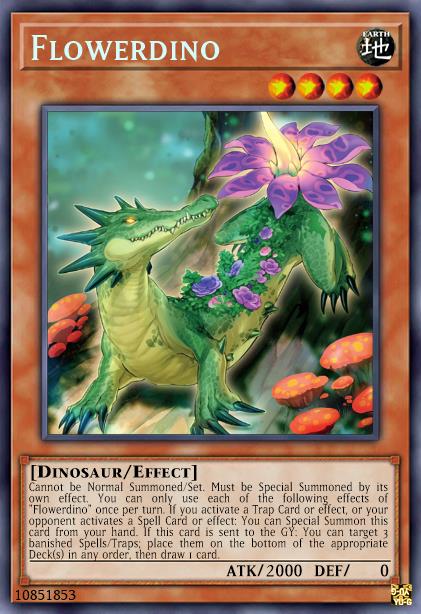 FLOWERDINO
EARTH
地
[DINOSAUR/EFFECT]
Cannot be Normal Summoned/Set. Must be Special Summoned by its
own effect. You can only use each of the following effects of
"Flowerdino" once per turn. If you activate a Trap Card or effect, or your
opponent activates a Spell Card or effect: You can Special Summon this
card from your hand. If this card is sent to the GY: You can target 3
banished Spells/Traps; place them on the bottom of the appropriate
Deck(s) in any order, then draw 1 card.
ATK/2000 DEF/ 0
10851853